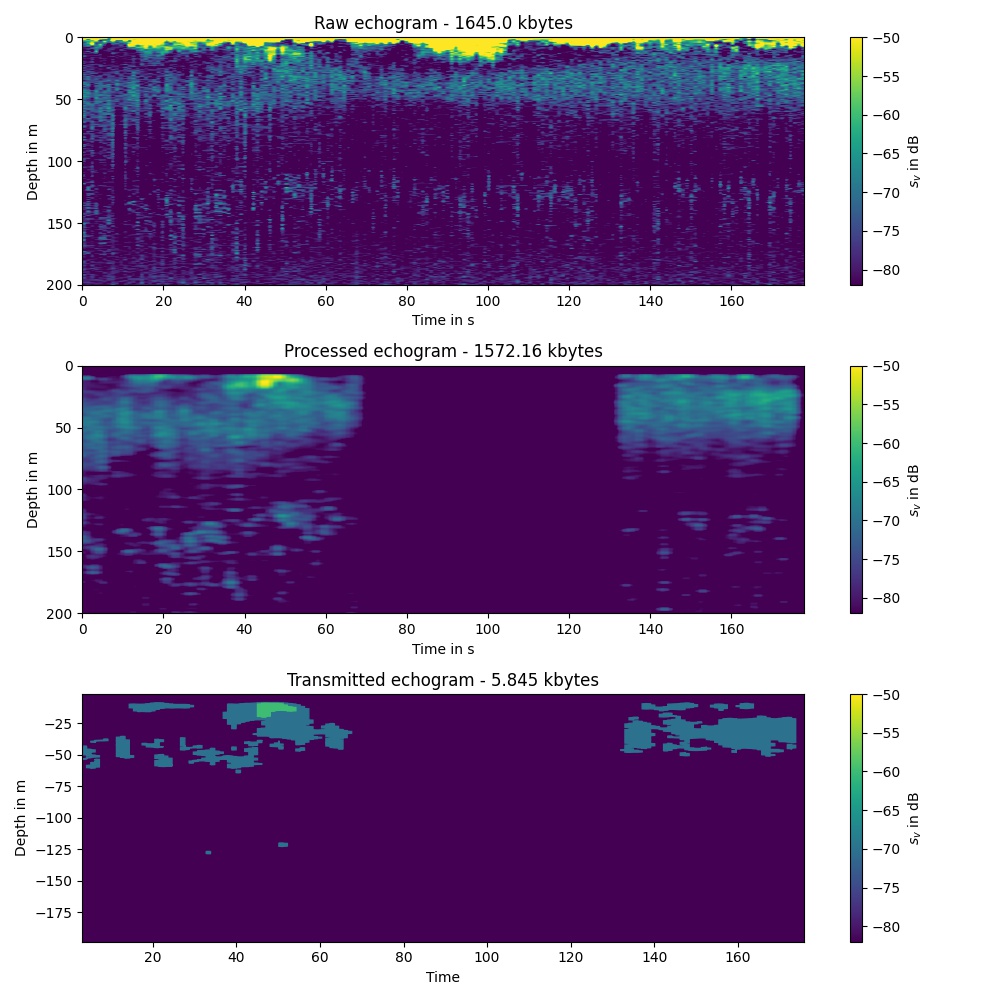 Raw echogram - 1645.0 kbytes
0
50
100
150
200
Depth in m
0 20 40 60 80 100 120 140 160
Time in s
−50
−55
−60
−65
−70
−75
−80
sv in dB
Processed echogram - 1572.16 kbytes
0
50
100
150
200
Depth in m
0 20 40 60 80 100 120 140 160
Time in s
−50
−55
−60
−65
−70
−75
−80
sv in dB
Transmitted echogram - 5.845 kbytes
−25
−50
−75
−100
−125
−150
−175
Depth in m
20 40 60 80 100 120 140 160
Time
−50
−55
−60
−65
−70
−75
−80
sv in dB